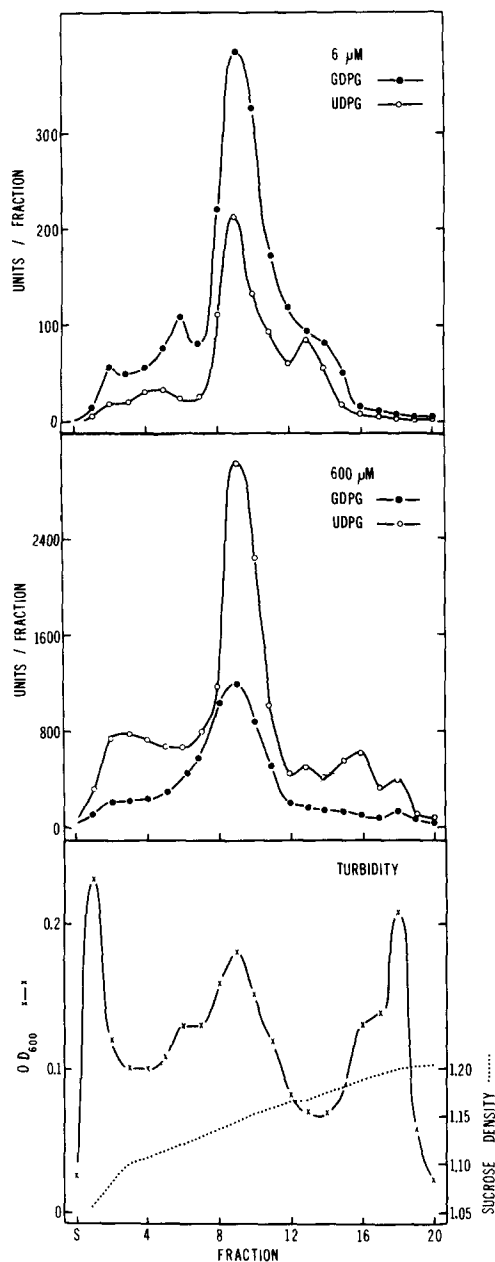 6 μM
GDPG
UDPG
300
200
100
0
UNITS / FRACTION
600 μM
GDPG
UDPG
2400
1600
800
0
UNITS / FRACTION
TURBIDITY
0.2
0.1
0
OD600 x—x
1.20
1.15
1.10
1.05
SUCROSE DENSITY ........
S 4 8 12 16 20
FRACTION